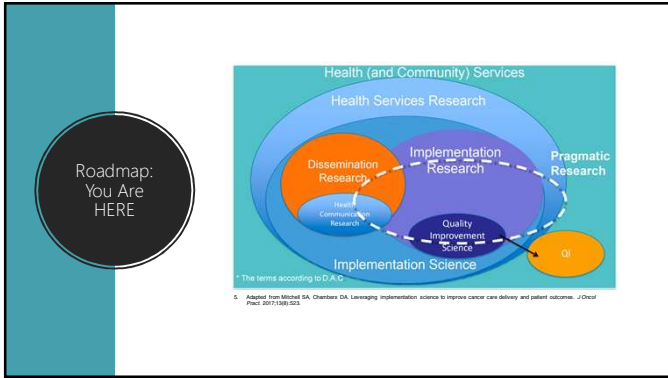 Roadmap:
You Are
HERE
Health (and Community) Services
Health Services Research
Dissemination
Research
Implementation
Research
Pragmatic
Research
Health
Communication
Research
Quality
Improvement
Science
QI
Implementation Science
* The terms according to D.A.C
5. Adapted from Mitchell SA, Chambers DA. Leveraging implementation science to improve cancer care delivery and patient outcomes. J Oncol
Pract. 2017;13(8):523.